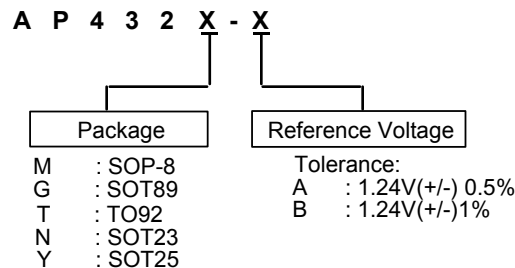 A P 4 3 2 X - X
Package
Reference Voltage
M : SOP-8
G : SOT89
T : TO92
N : SOT23
Y : SOT25
Tolerance:
A : 1.24V(+/-) 0.5%
B : 1.24V(+/-)1%